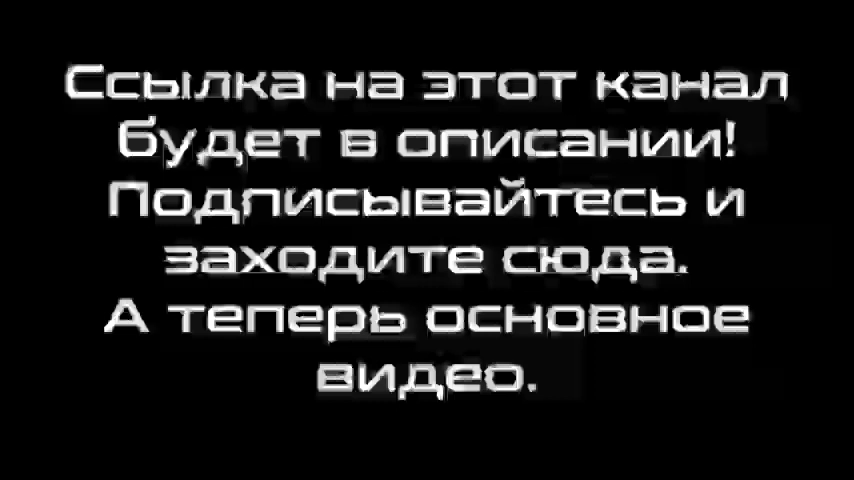 Ссылка на этот канал
будет в описании!
Подписывайтесь и
заходите сюда.
А теперь основное
видео.